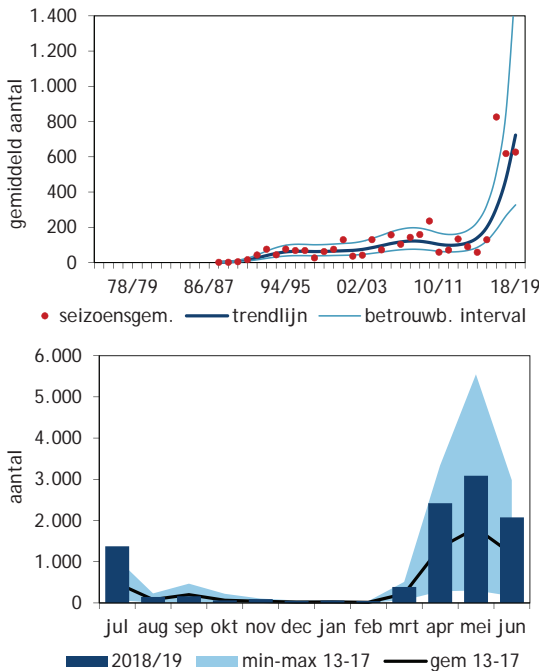 1.400
1.200
1.000
800
600
400
200
0
gemiddeld aantal
78/79 86/87 94/95 02/03 10/11 18/19
seizoensgem. trendlijn betrouwb. interval
6.000
5.000
4.000
3.000
2.000
1.000
0
aantal
jul aug sep okt nov dec jan feb mrt apr mei jun
2018/19 min-max 13-17 gem 13-17